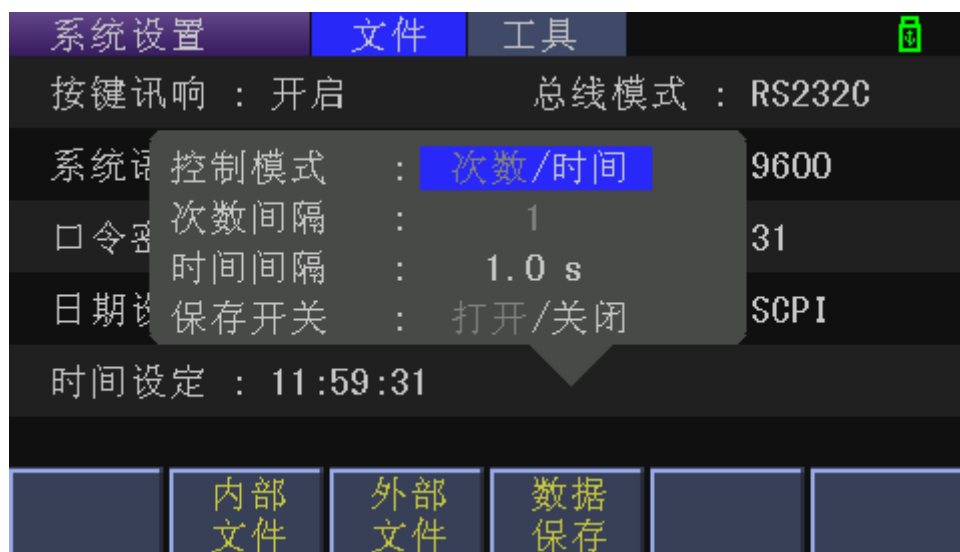 系统设置 文件 工具
按键讯响 : 开启 总线模式 : RS232C
系统 9600
控制模式 : 次数/时间
次数间隔 : 1
口令 31
时间间隔 : 1.0 s
日期 SCPI
保存开关 : 打开/关闭
时间设定 : 11:59:31
内部文件
外部文件
数据保存